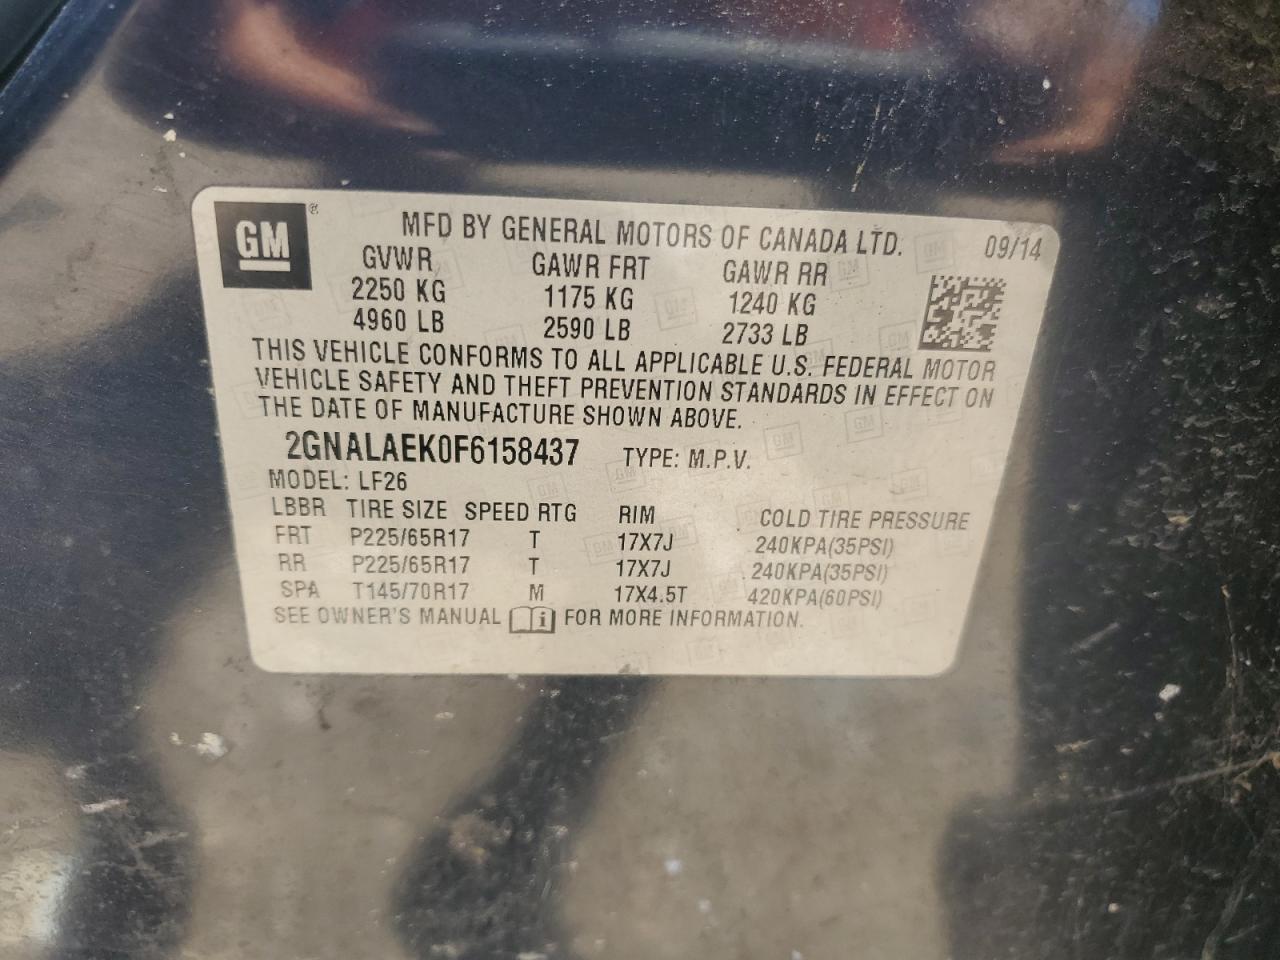 GM ® MFD BY GENERAL MOTORS OF CANADA LTD. 09/14
GVWR GAWR FRT GAWR RR
2250 KG 1175 KG 1240 KG
4960 LB 2590 LB 2733 LB
THIS VEHICLE CONFORMS TO ALL APPLICABLE U.S. FEDERAL MOTOR
VEHICLE SAFETY AND THEFT PREVENTION STANDARDS IN EFFECT ON
THE DATE OF MANUFACTURE SHOWN ABOVE.
2GNALAEK0F6158437 TYPE: M.P.V.
MODEL: LF26
LBBR TIRE SIZE SPEED RTG RIM COLD TIRE PRESSURE
FRT P225/65R17 T 17X7J 240KPA(35PSI)
RR P225/65R17 T 17X7J 240KPA(35PSI)
SPA T145/70R17 M 17X4.5T 420KPA(60PSI)
SEE OWNER'S MANUAL i FOR MORE INFORMATION.